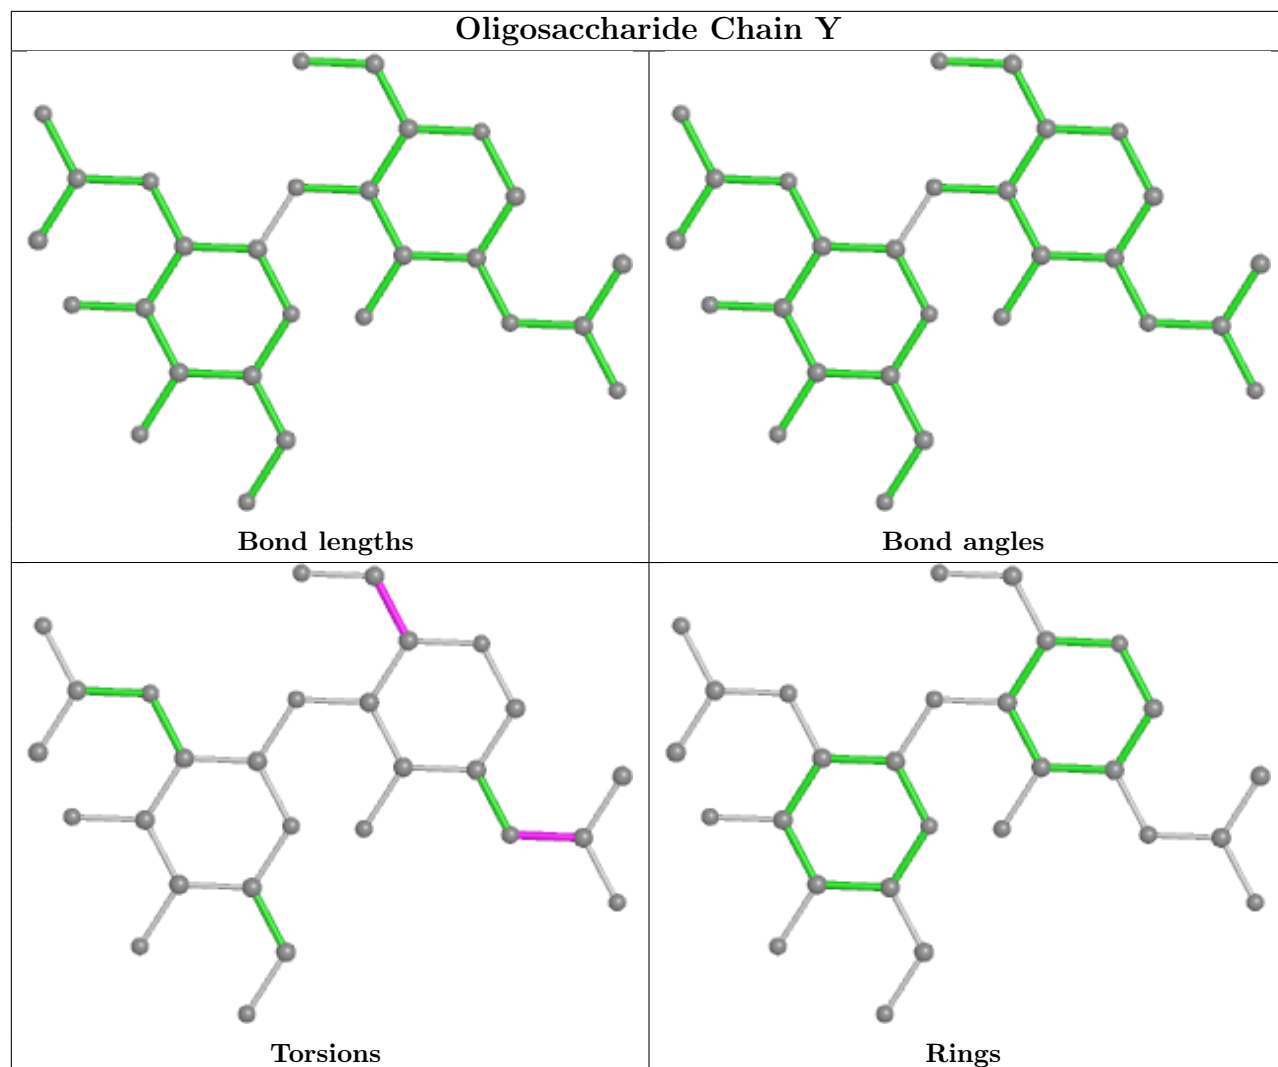 Oligosaccharide Chain Y
Bond lengths
Bond angles
Torsions
Rings